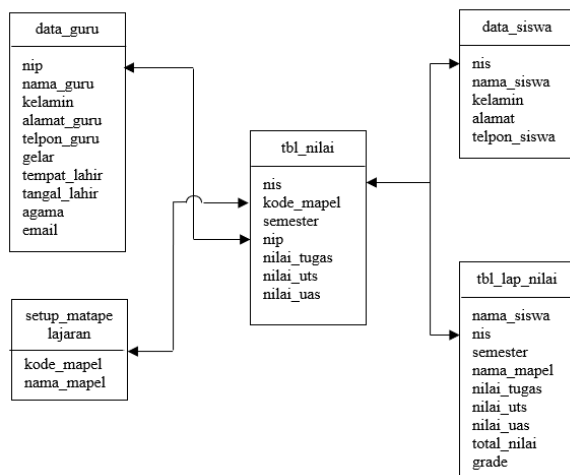 data_guru
nip
nama_guru
kelamin
alamat_guru
telpon_guru
gelar
tempat_lahir
tangal_lahir
agama
email
setup_matape
lajaran
kode_mapel
nama_mapel
tbl_nilai
nis
kode_mapel
semester
nip
nilai_tugas
nilai_uts
nilai_uas
data_siswa
nis
nama_siswa
kelamin
alamat
telpon_siswa
tbl_lap_nilai
nama_siswa
nis
semester
nama_mapel
nilai_tugas
nilai_uts
nilai_uas
total_nilai
grade